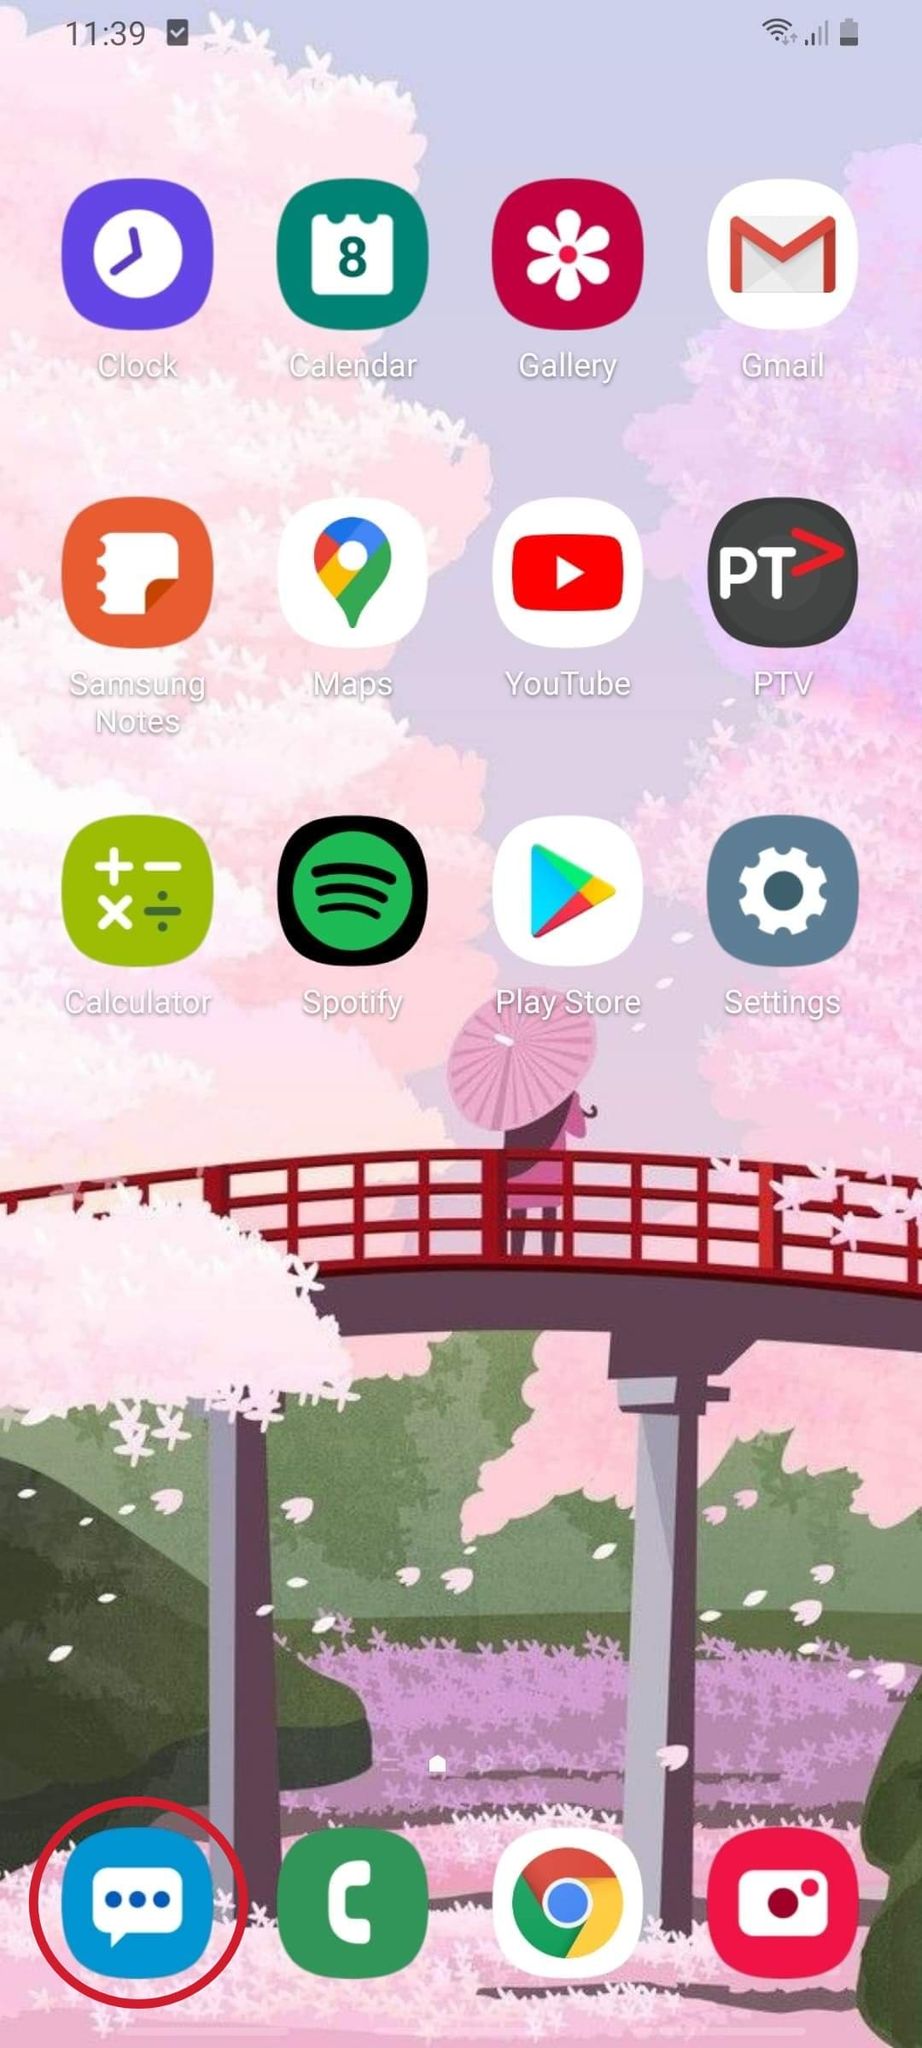 11:39
8
Clock
Calendar
Gallery
Gmail
PT>
Samsung
Notes
Maps
YouTube
PTV
Calculator
Spotify
Play Store
Settings